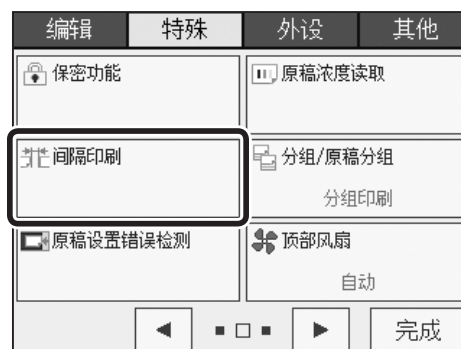 编辑 特殊 外设 其他
保密功能 原稿浓度读取
间隔印刷 分组/原稿分组
分组印刷
原稿设置错误检测 顶部风扇
自动
完成